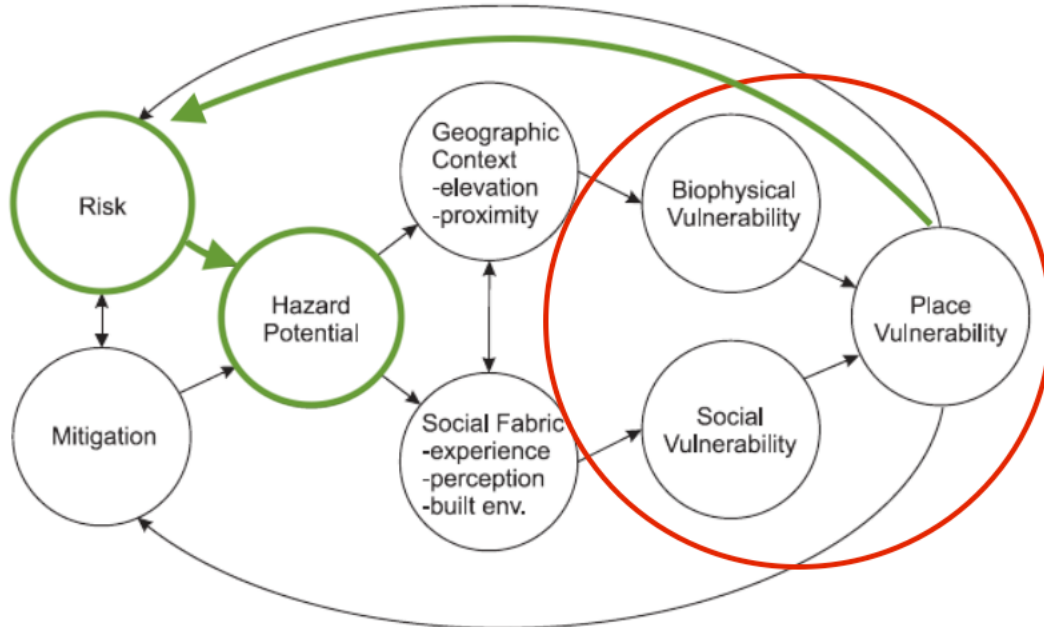 Risk
Mitigation
Hazard
Potential
Geographic
Context
-elevation
-proximity
Social Fabric
-experience
-perception
-built env.
Biophysical
Vulnerability
Social
Vulnerability
Place
Vulnerability